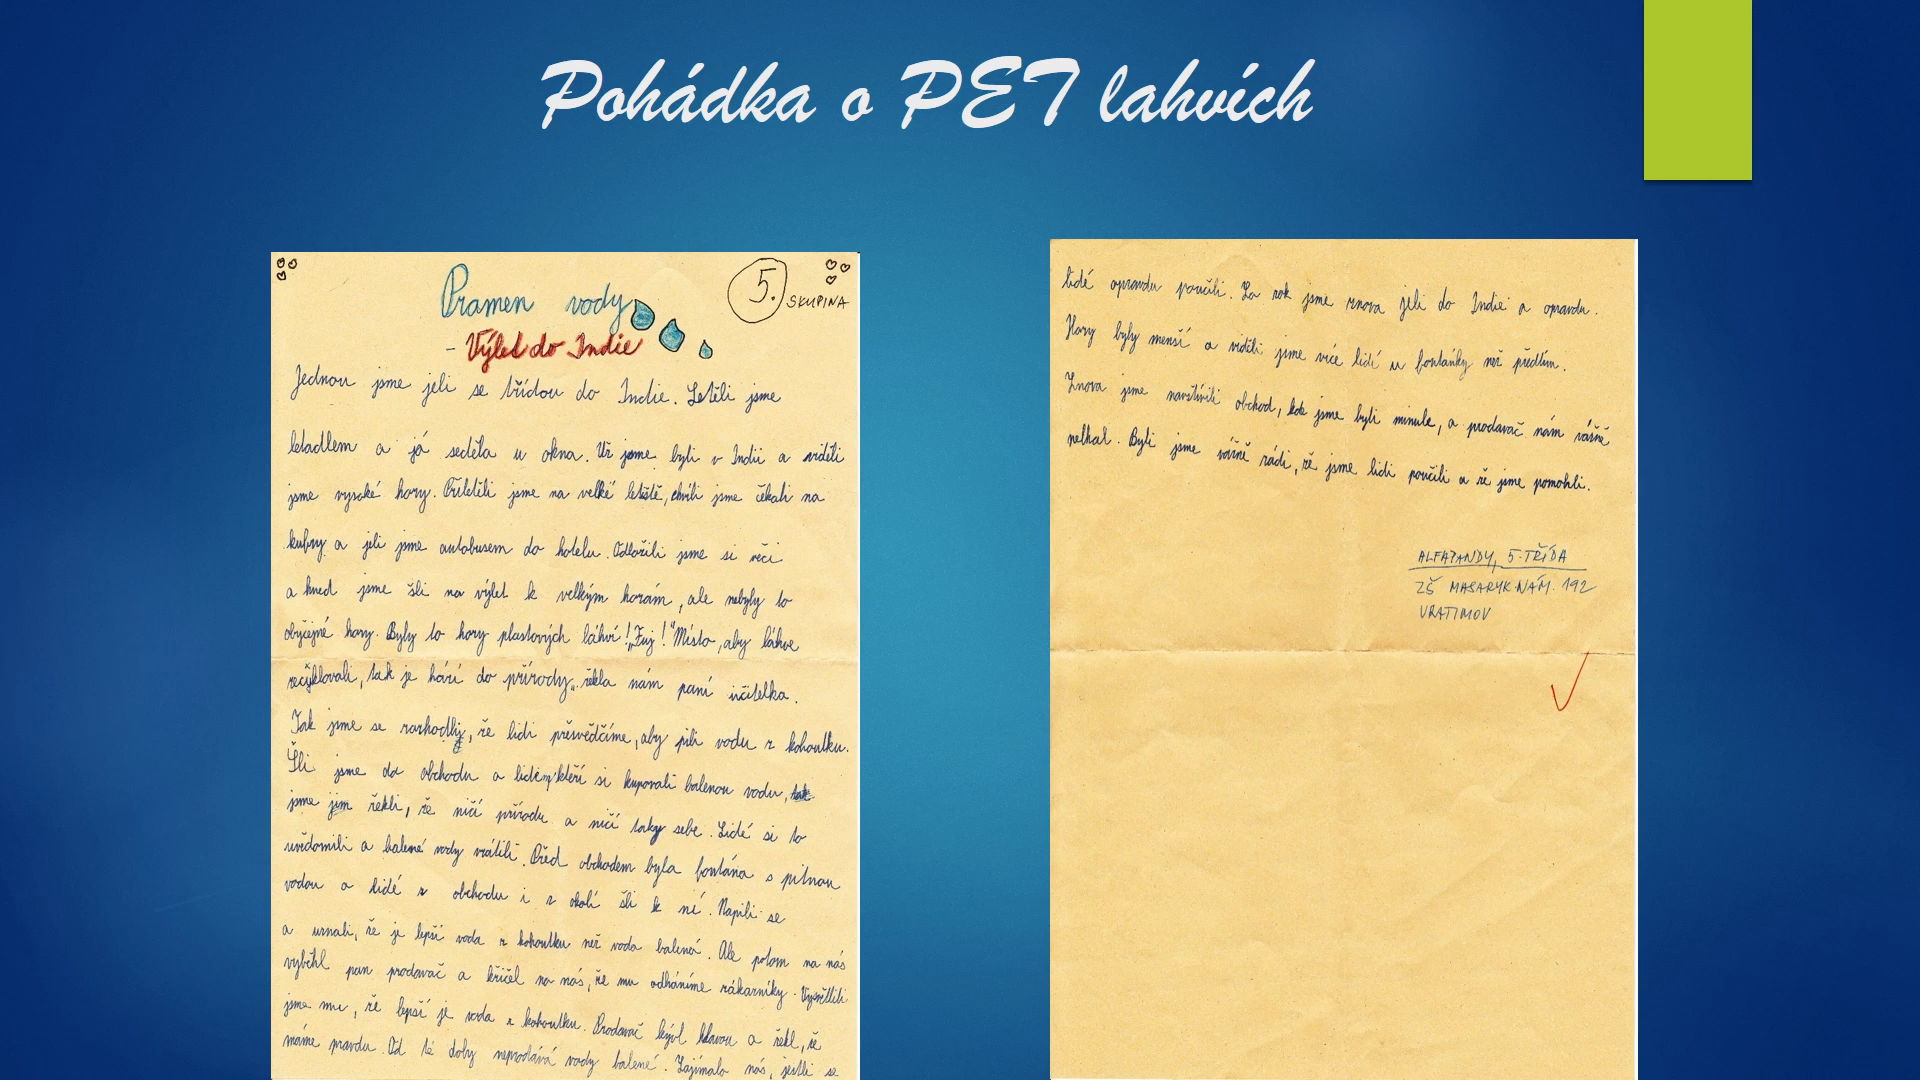 Pohádka o PET lahvích
Pramen vody
5.
SKUPINA
- Výlet do Indie
Jednou jsme jeli se třídou do Indie. Letěli jsme
letadlem a já seděla u okna. Už jsme byli v Indii a viděli
jsme vysoké hory. Přiletěli jsme na velké letiště, chvíli jsme čekali na
kufry a jeli jsme autobusem do hotelu. Odložili jsme si věci
a hned jsme šli na výlet k velkým horám, ale nebyly to
obyčejné hory. Byly to hory plastových láhví! „Fuj!“ Místo, aby láhve
recyklovali, tak je hází do přírody„ řekla nám paní učitelka.
Tak jsme se rozhodly, že lidi přesvědčíme, aby pili vodu z kohoutku.
Šli jsme do obchodu a lidem, kteří si kupovali balenou vodu,
jsme jim řekli, že ničí přírodu a ničí taky sebe. Lidé si to
uvědomili a balené vody vrátili. Před obchodem byla fontána s pitnou
vodou a lidé z obchodu i z okolí šli k ní. Napili se
a uznali, že je lepší voda z kohoutku než voda balená. Ale potom na nás
vyběhl pan prodavač a křičel na nás, že mu odháníme zákazníky. Vysvětlili
jsme mu, že lepší je voda z kohoutku. Prodavač kývl hlavou a řekl, že
máme pravdu. Od té doby neprodává vody balené. Zajímalo nás, jestli se
lidé opravdu poučili. Za rok jsme znova jeli do Indie a opravdu.
Hory byly menší a viděli jsme více lidí u fontánky než předtím.
Znova jsme navštívili obchod, kde jsme byli minule, a prodavač nám vážně
nelhal. Byli jsme vážně rádi, že jsme lidi poučili a že jsme pomohli.
ALFAPANDY, 5. TŘÍDA
ZŠ MASARYK. NÁM. 192
VRATIMOV